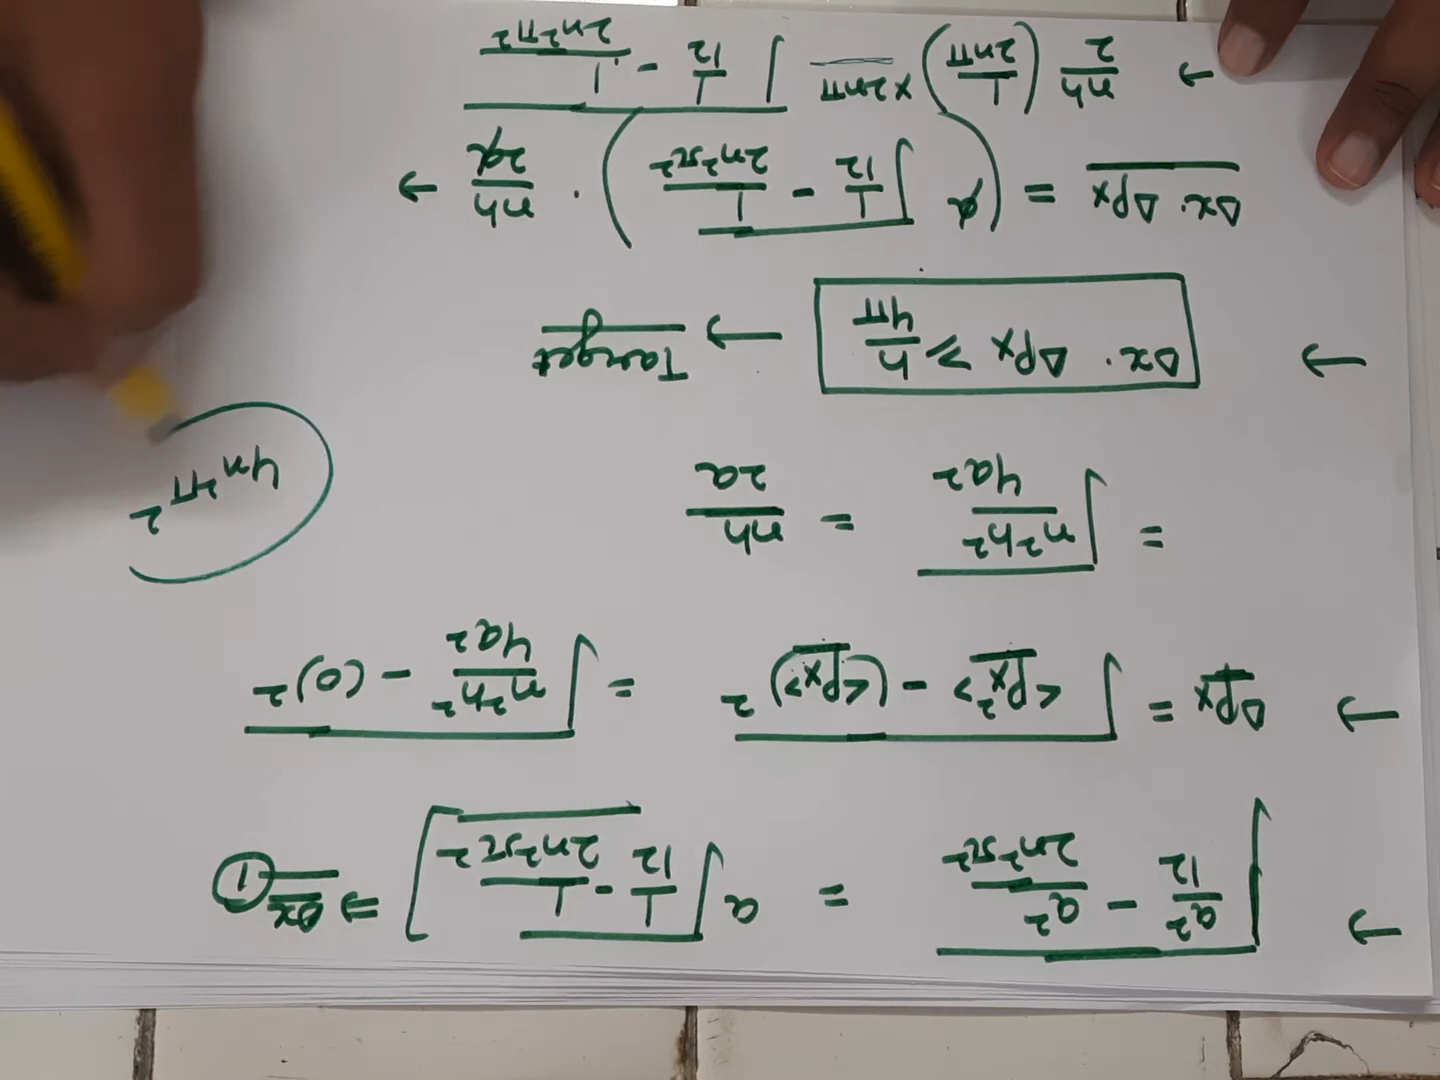 → √(a²/12 - a²/2n²π²) = a√(1/12 - 1/2n²π²) ] ⇒ Δx ①
→ Δpx = √(<px²> - (<px>)²) = √(n²h²/4a² - (0)²)
= √(n²h²/4a²) = nh/2a
4n²π²
→ Δx. Δpx ≥ h/4π → Target
Δx. Δpx = (a√(1/12 - 1/2n²π²)) · nh/2a →
→ nh/2 (1/2nπ) × 2nπ √(1/12 - 1/2n²π²)